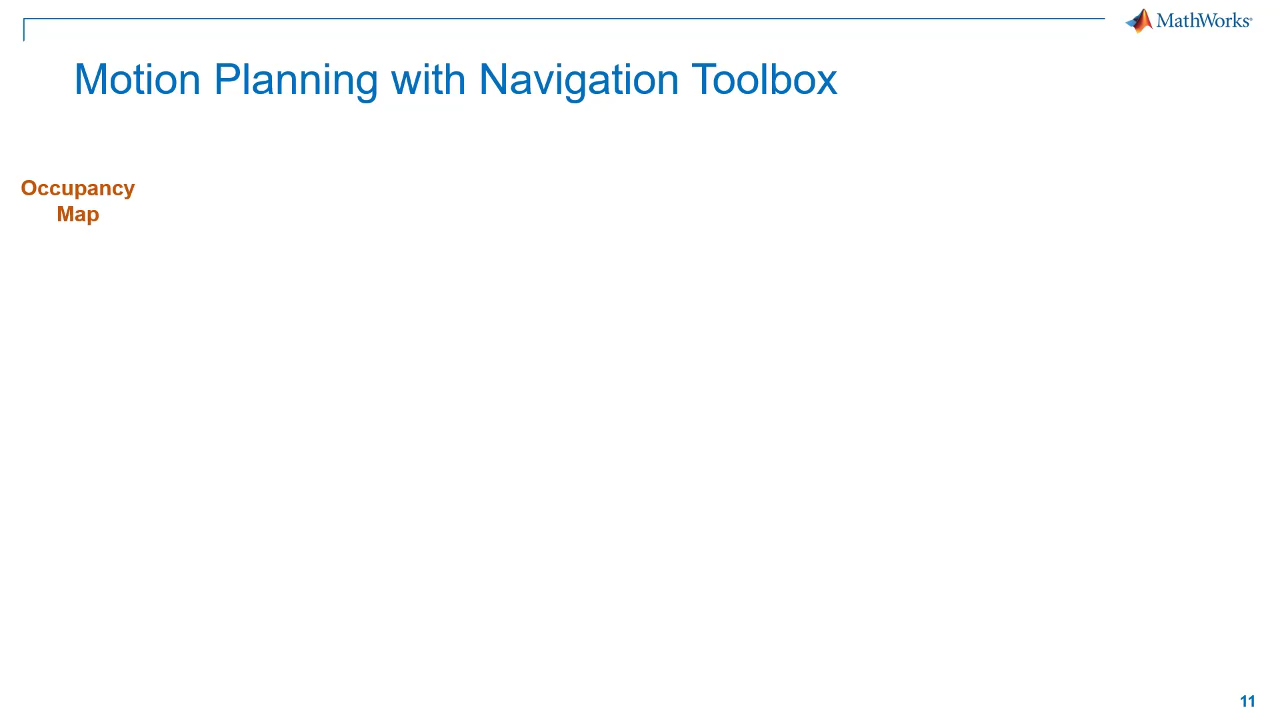 MathWorks
Motion Planning with Navigation Toolbox
Occupancy
Map
11